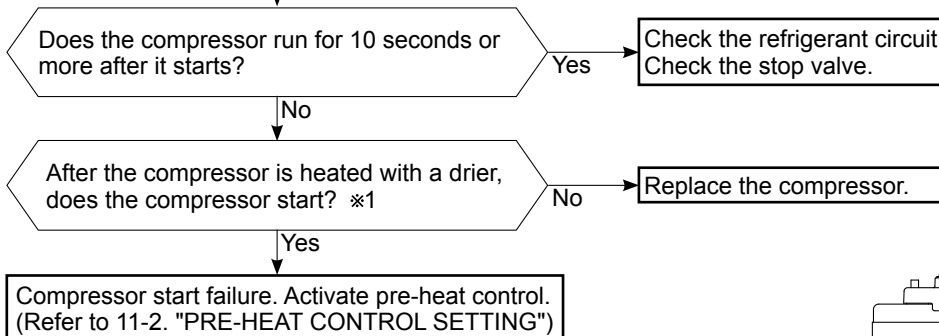 Does the compressor run for 10 seconds or
more after it starts?
Yes
Check the refrigerant circuit
Check the stop valve.
No
After the compressor is heated with a drier,
does the compressor start? ※1
No
Replace the compressor.
Yes
Compressor start failure. Activate pre-heat control.
(Refer to 11-2. "PRE-HEAT CONTROL SETTING")